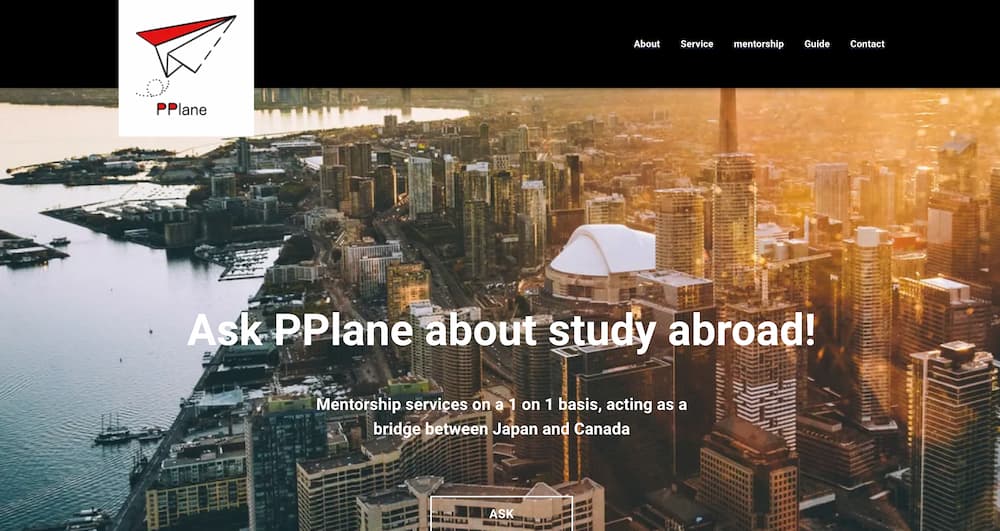 PPlane
About
Service
mentorship
Guide
Contact
Ask PPlane about study abroad!
Mentorship services on a 1 on 1 basis, acting as a
bridge between Japan and Canada
ASK